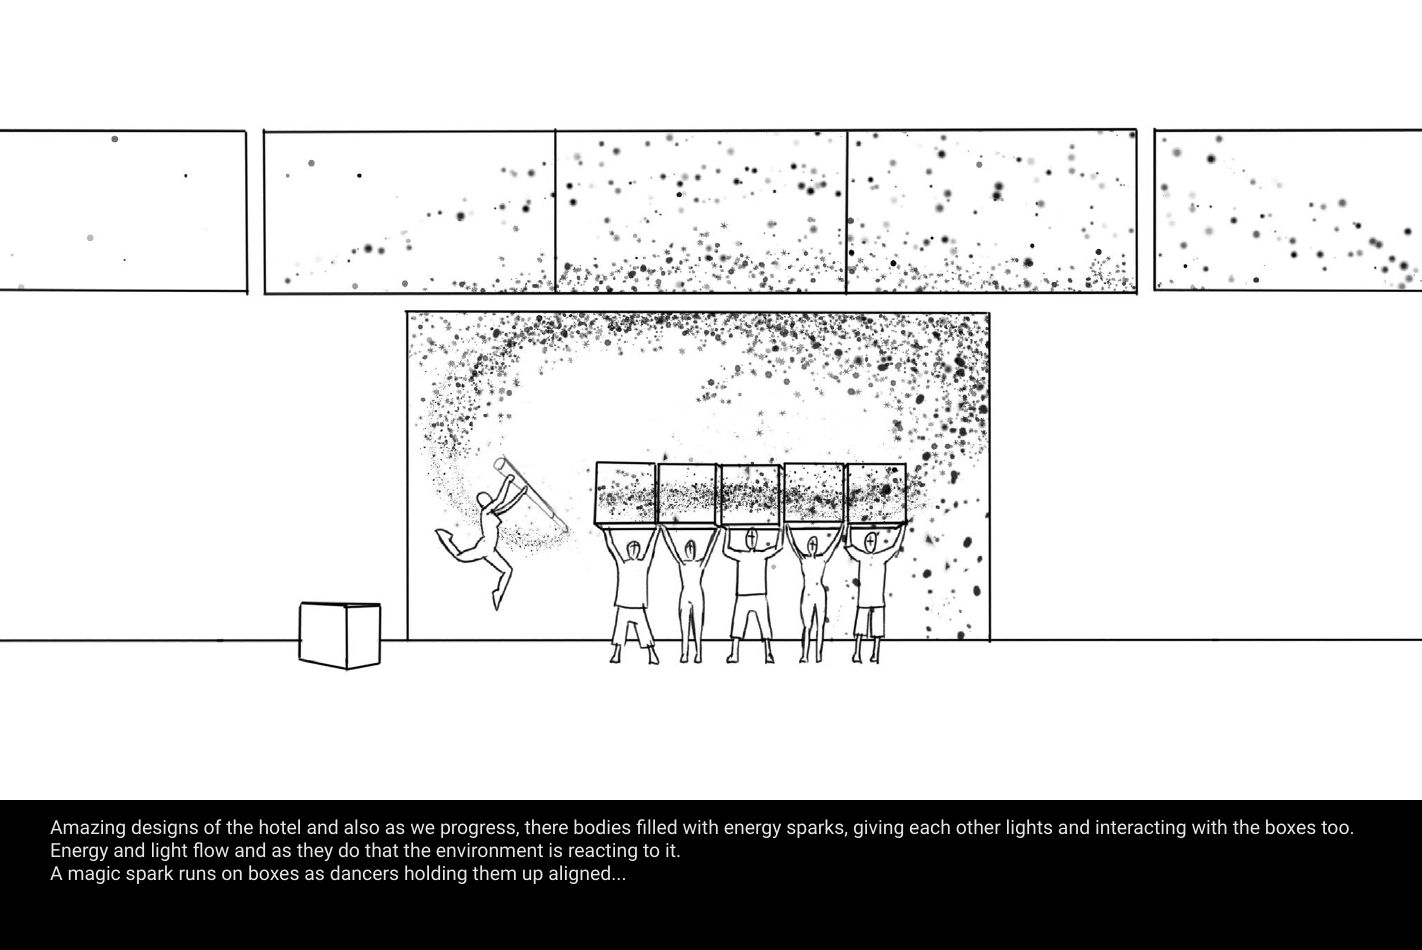 Amazing designs of the hotel and also as we progress, there bodies filled with energy sparks, giving each other lights and interacting with the boxes too.
Energy and light flow and as they do that the environment is reacting to it.
A magic spark runs on boxes as dancers holding them up aligned...